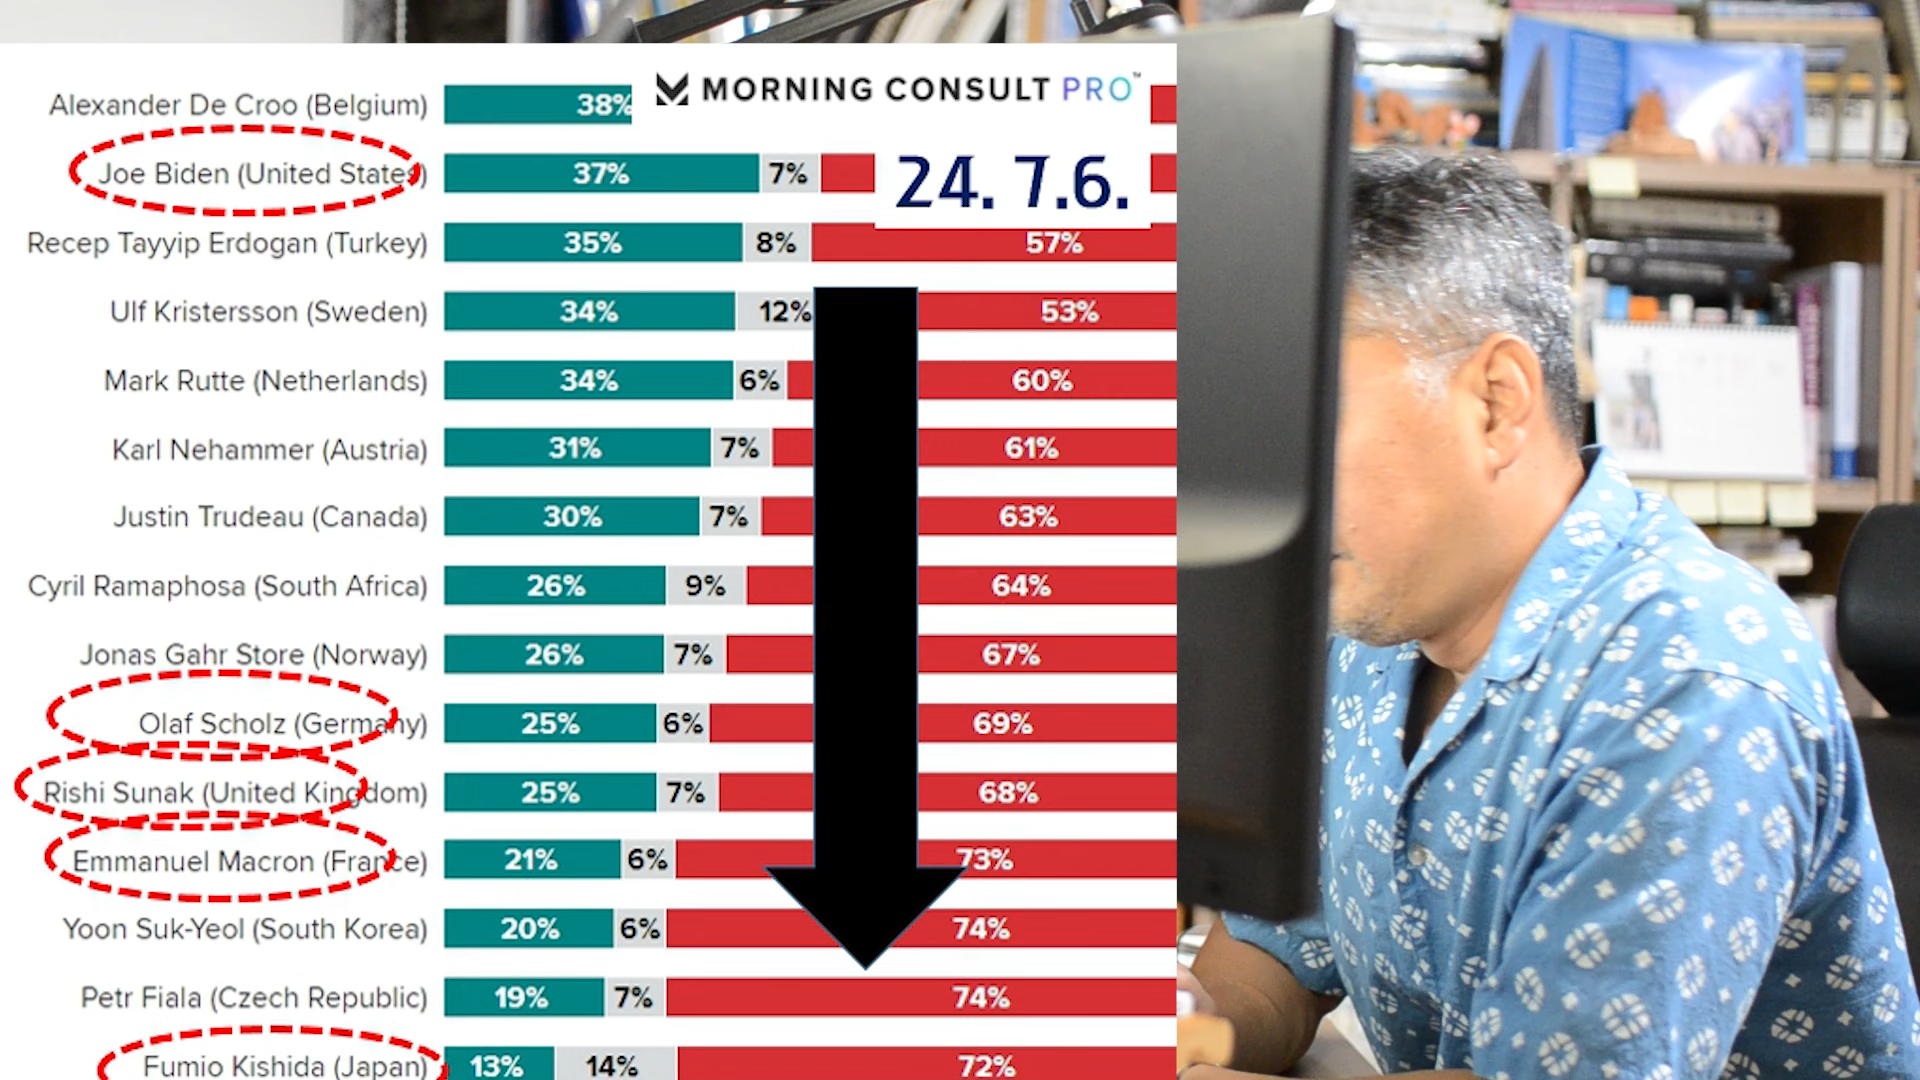 MORNING CONSULT PRO™
24. 7.6.
Alexander De Croo (Belgium) 38%
Joe Biden (United States) 37% 7%
Recep Tayyip Erdogan (Turkey) 35% 8% 57%
Ulf Kristersson (Sweden) 34% 12% 53%
Mark Rutte (Netherlands) 34% 6% 60%
Karl Nehammer (Austria) 31% 7% 61%
Justin Trudeau (Canada) 30% 7% 63%
Cyril Ramaphosa (South Africa) 26% 9% 64%
Jonas Gahr Store (Norway) 26% 7% 67%
Olaf Scholz (Germany) 25% 6% 69%
Rishi Sunak (United Kingdom) 25% 7% 68%
Emmanuel Macron (France) 21% 6% 73%
Yoon Suk-Yeol (South Korea) 20% 6% 74%
Petr Fiala (Czech Republic) 19% 7% 74%
Fumio Kishida (Japan) 13% 14% 72%